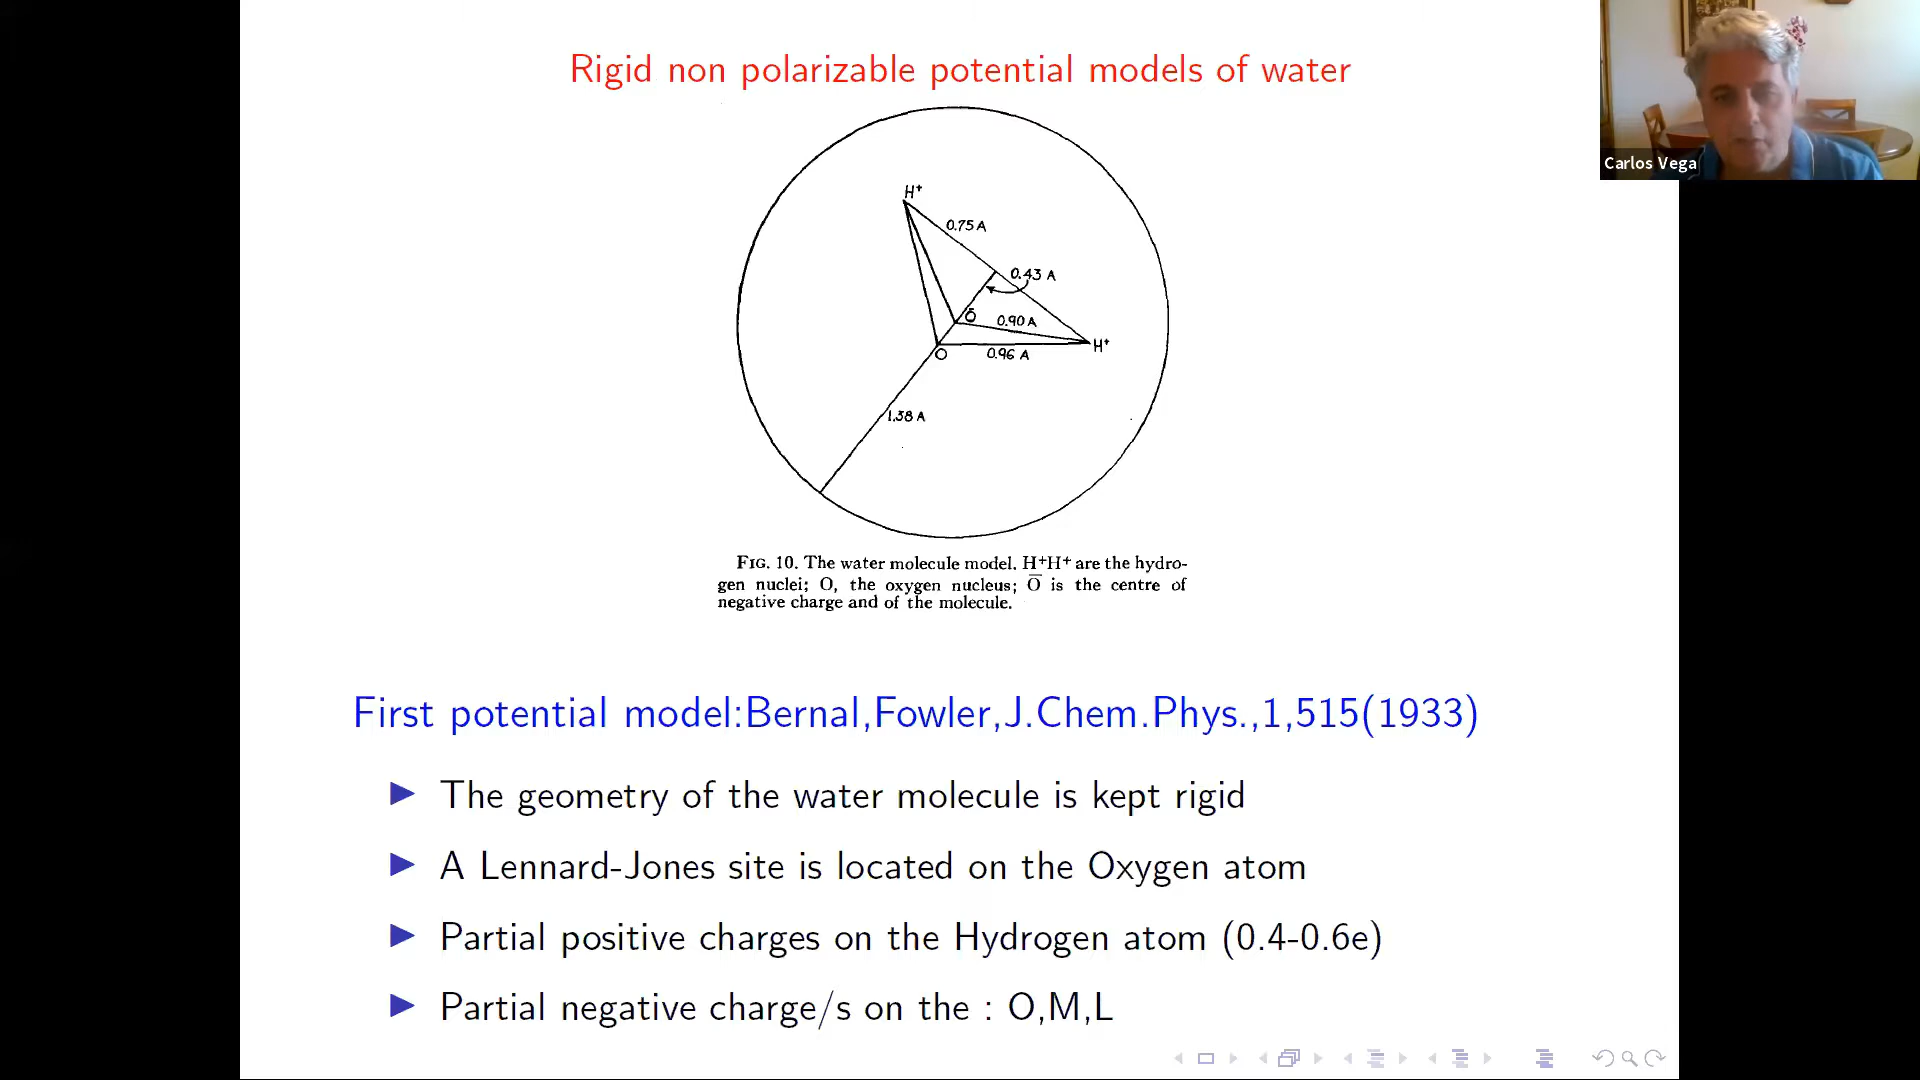 Rigid non polarizable potential models of water
Carlos Vega
H⁺
0.75 A
0.43 A
Ō
0.90 A
H⁺
O
0.96 A
1.38 A
FIG. 10. The water molecule model. H⁺H⁺ are the hydro-
gen nuclei; O, the oxygen nucleus; Ō is the centre of
negative charge and of the molecule.
First potential model:Bernal,Fowler,J.Chem.Phys.,1,515(1933)
The geometry of the water molecule is kept rigid
A Lennard-Jones site is located on the Oxygen atom
Partial positive charges on the Hydrogen atom (0.4-0.6e)
Partial negative charge/s on the : O,M,L